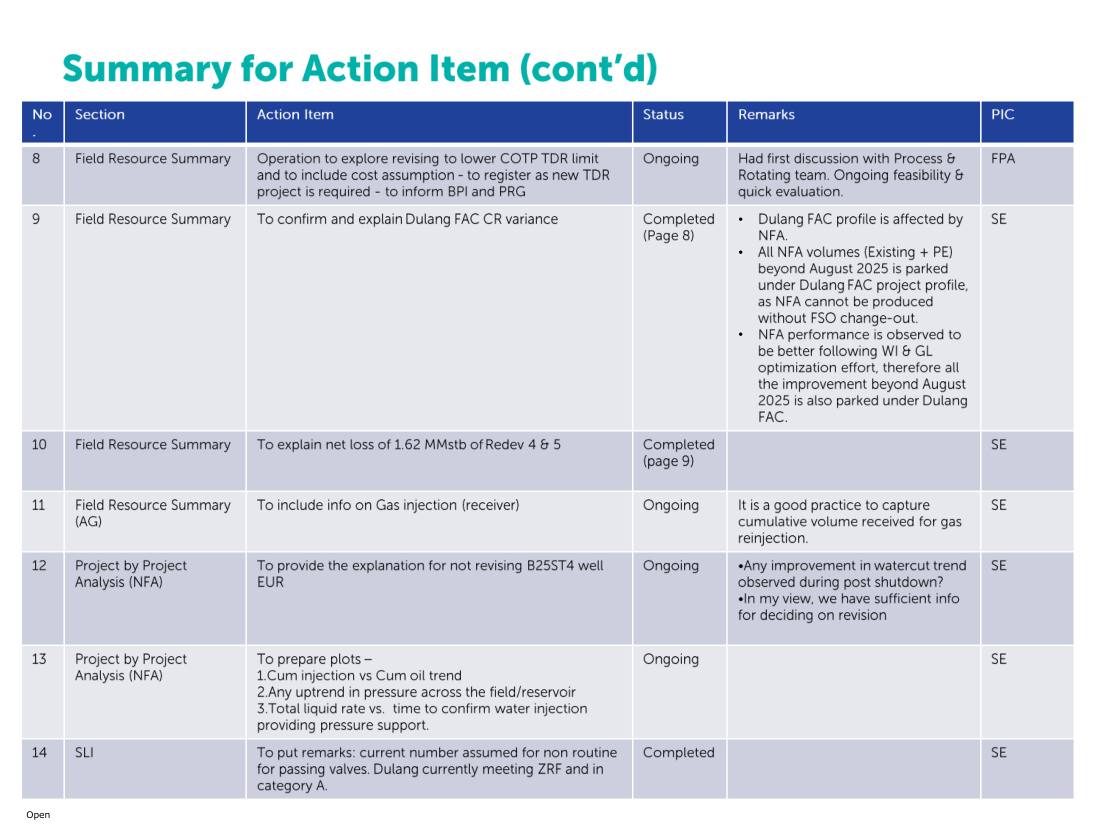 Summary for Action Item (cont’d)
No
.
Section
Action Item
Status
Remarks
PIC
8
Field Resource Summary
Operation to explore revising to lower COTP TDR limit
and to include cost assumption - to register as new TDR
project is required - to inform BPI and PRG
Ongoing
Had first discussion with Process &
Rotating team. Ongoing feasibility &
quick evaluation.
FPA
9
Field Resource Summary
To confirm and explain Dulang FAC CR variance
Completed
(Page 8)
• Dulang FAC profile is affected by
NFA.
• All NFA volumes (Existing + PE)
beyond August 2025 is parked
under Dulang FAC project profile,
as NFA cannot be produced
without FSO change-out.
• NFA performance is observed to
be better following WI & GL
optimization effort, therefore all
the improvement beyond August
2025 is also parked under Dulang
FAC.
SE
10
Field Resource Summary
To explain net loss of 1.62 MMstb of Redev 4 & 5
Completed
(page 9)
SE
11
Field Resource Summary
(AG)
To include info on Gas injection (receiver)
Ongoing
It is a good practice to capture
cumulative volume received for gas
reinjection.
SE
12
Project by Project
Analysis (NFA)
To provide the explanation for not revising B25ST4 well
EUR
Ongoing
•Any improvement in watercut trend
observed during post shutdown?
•In my view, we have sufficient info
for deciding on revision
SE
13
Project by Project
Analysis (NFA)
To prepare plots –
1.Cum injection vs Cum oil trend
2.Any uptrend in pressure across the field/reservoir
3.Total liquid rate vs. time to confirm water injection
providing pressure support.
Ongoing
SE
14
SLI
To put remarks: current number assumed for non routine
for passing valves. Dulang currently meeting ZRF and in
category A.
Completed
SE
Open